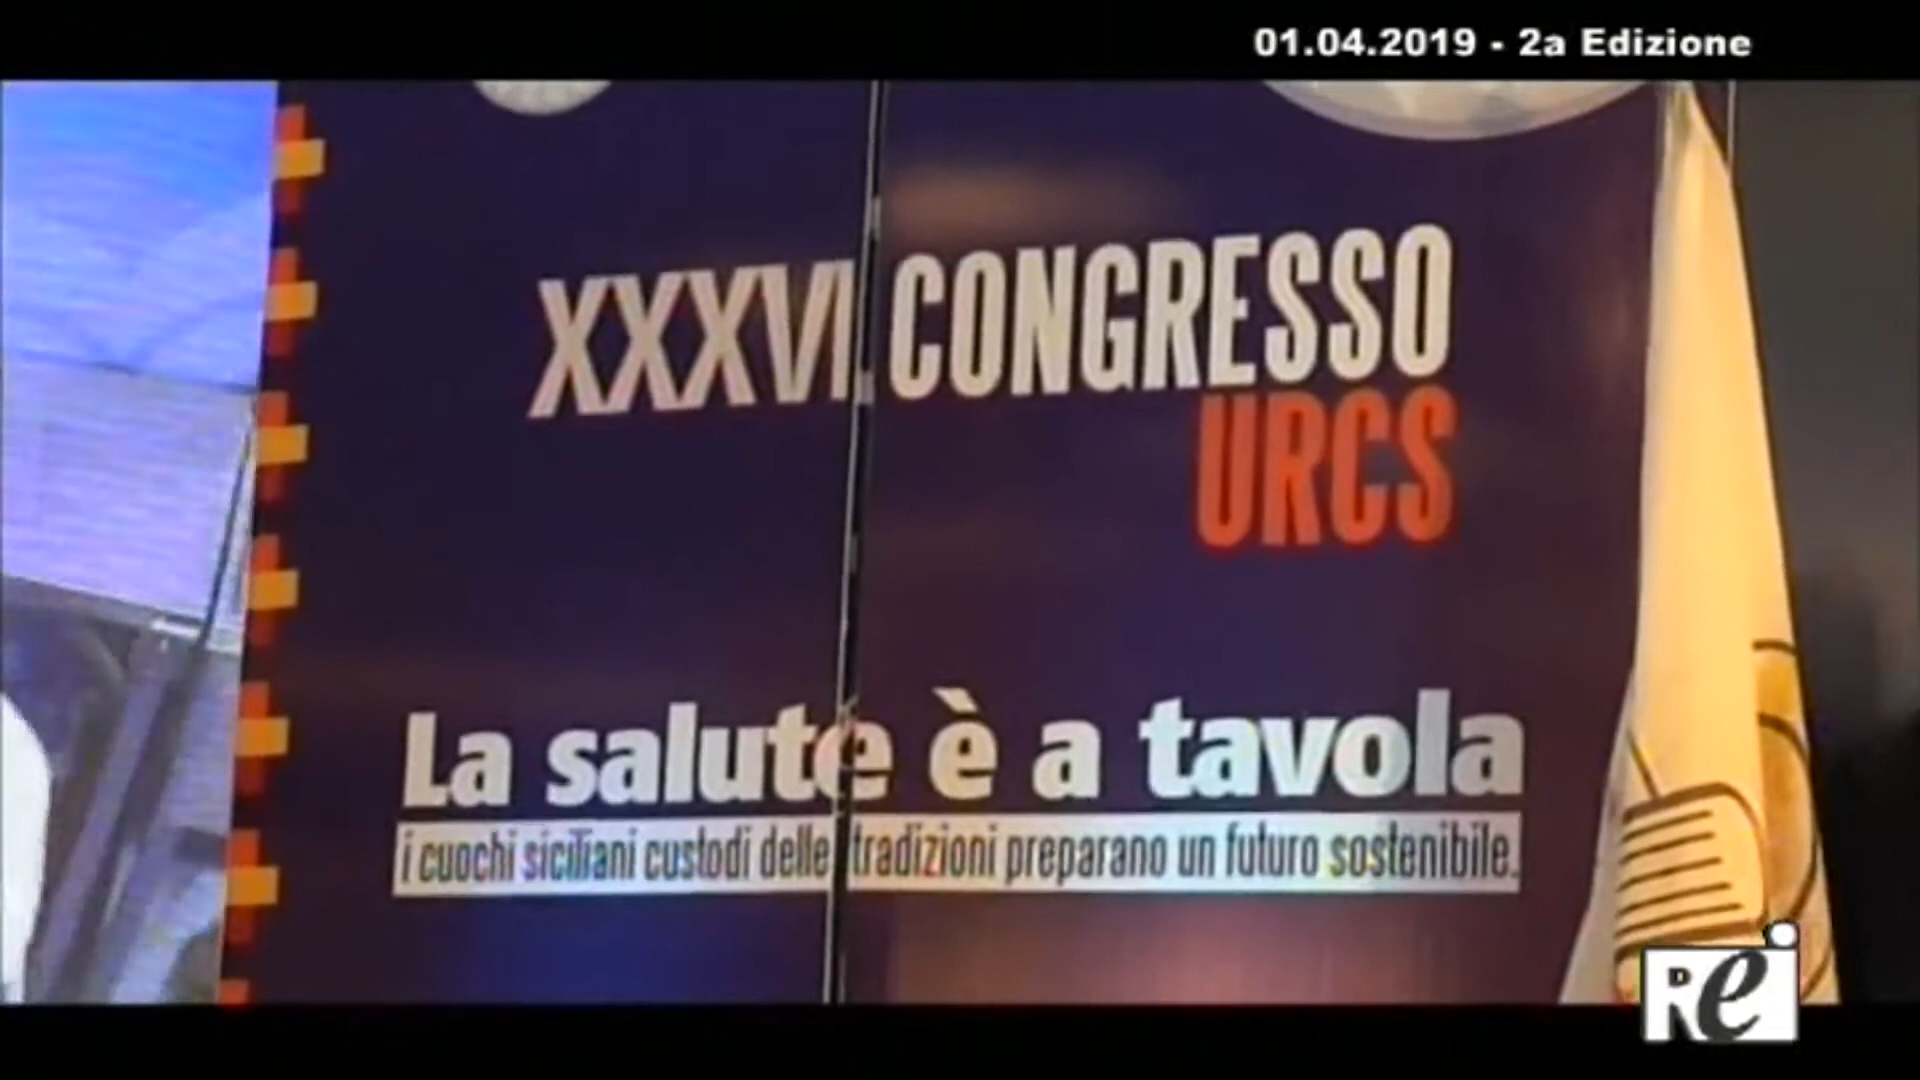 01.04.2019 - 2a Edizione
XXXVI CONGRESSO
URCS
La salute è a tavola
i cuochi siciliani custodi delle tradizioni preparano un futuro sostenibile.
Rei